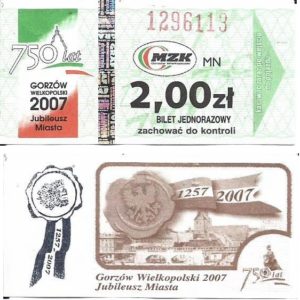 1296113
750 lat
GORZÓW
WIELKOPOLSKI
2007
Jubileusz
Miasta
MZK
MN
2,00zł
BILET JEDNORAZOWY
zachować do kontroli
1257 2007
1257 2007
Gorzów Wielkopolski 2007
Jubileusz Miasta
750 lat